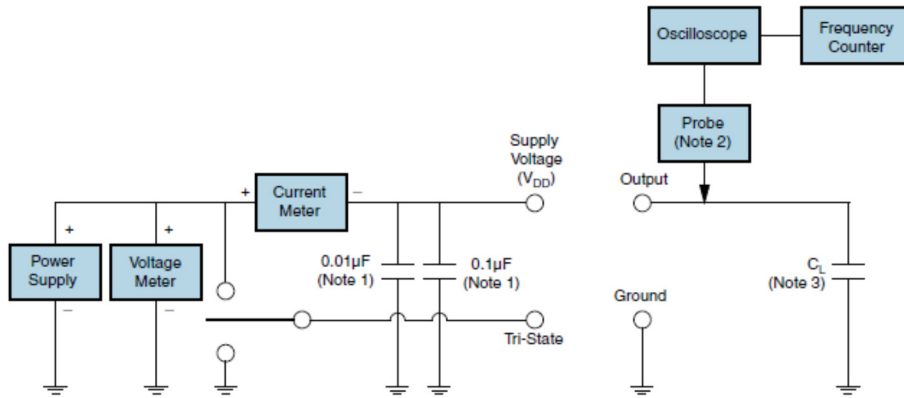 Oscilloscope
Frequency
Counter
Probe
(Note 2)
Supply
Voltage
(VDD)
Output
+
Current
Meter
–
+
Power
Supply
–
+
Voltage
Meter
–
0.01µF
(Note 1)
0.1µF
(Note 1)
CL
(Note 3)
Ground
Tri-State